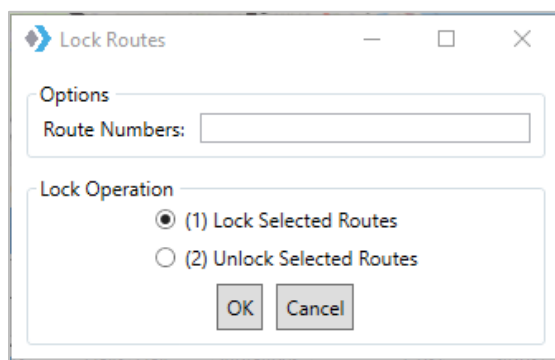 Lock Routes
Options
Route Numbers:
Lock Operation
(1) Lock Selected Routes
(2) Unlock Selected Routes
OK Cancel